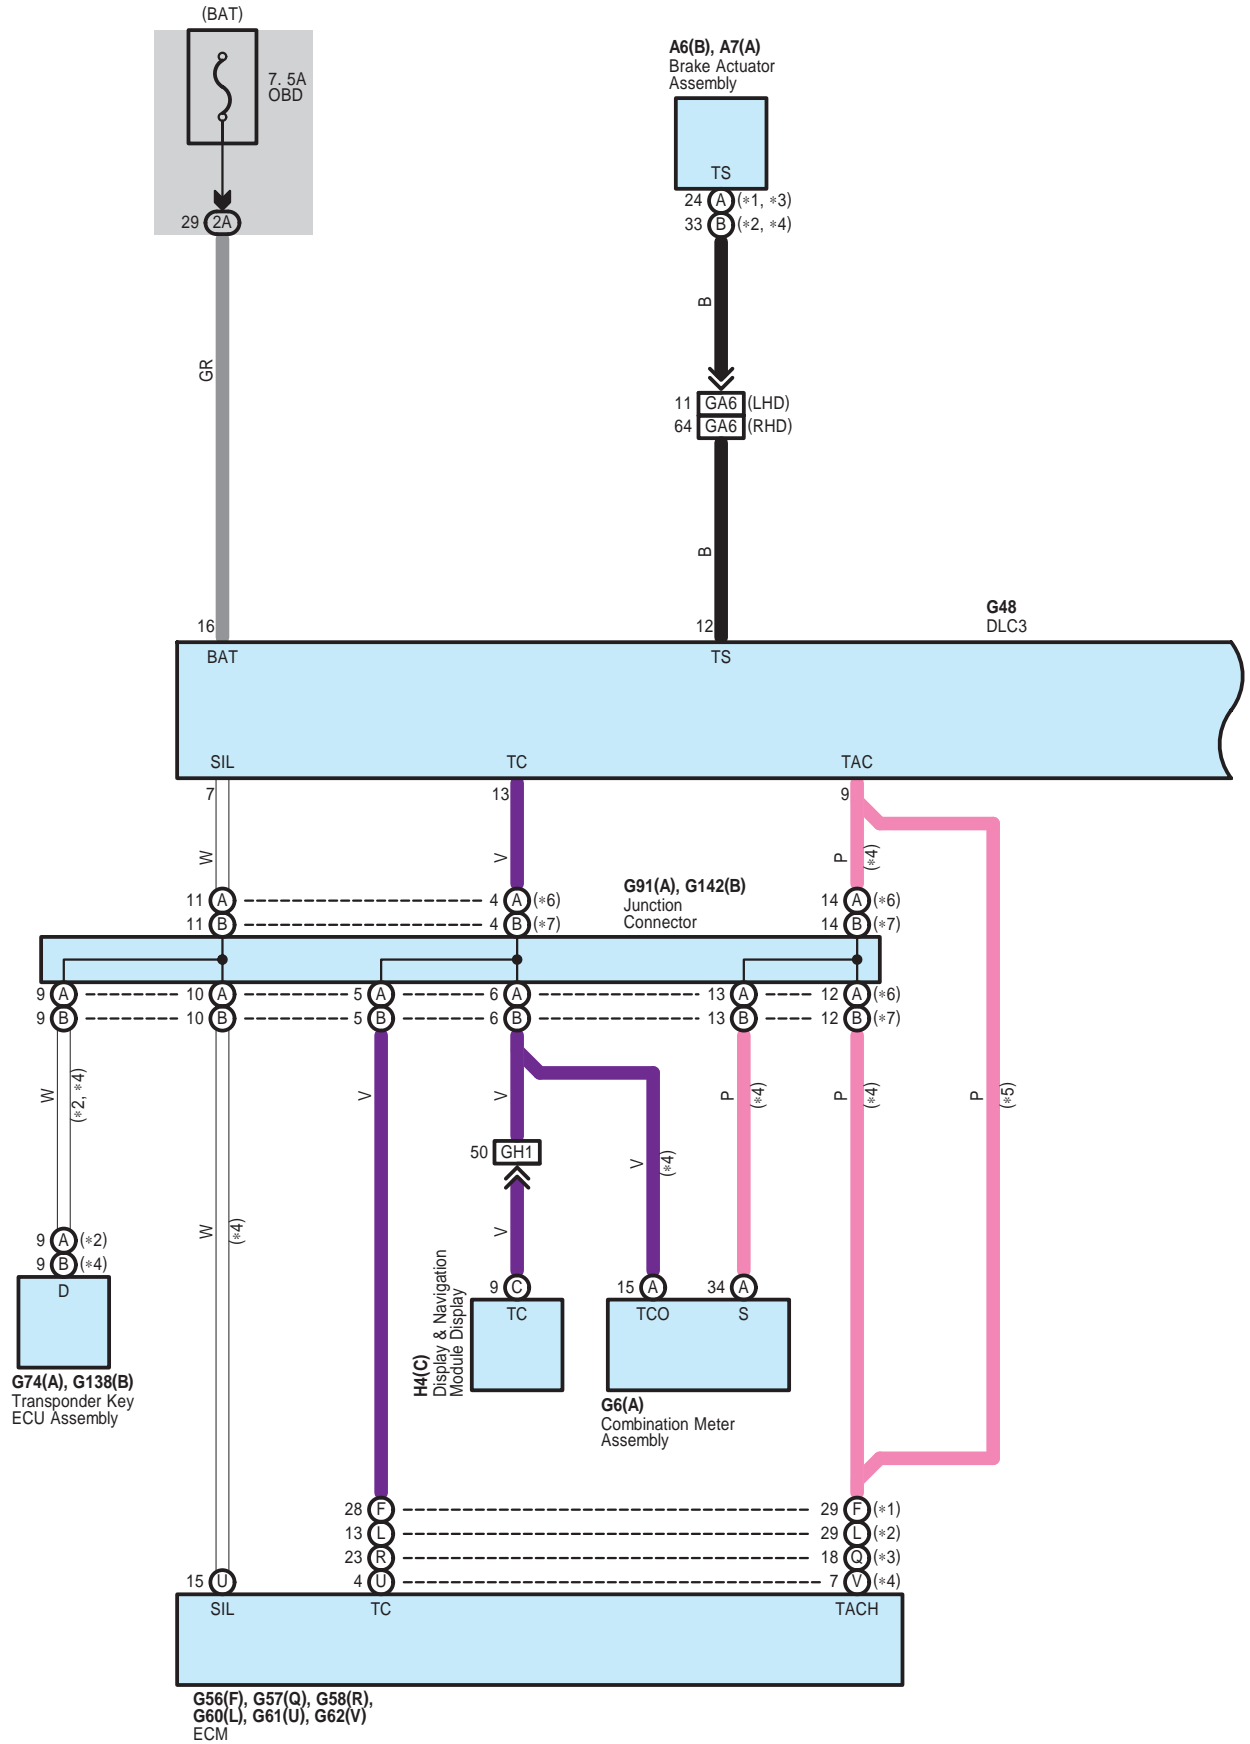 (BAT)
7. 5A
OBD
29 2A
GR
A6(B), A7(A)
Brake Actuator
Assembly
TS
24 A (*1, *3)
33 B (*2, *4)
B
11 GA6 (LHD)
64 GA6 (RHD)
B
G48
DLC3
16
12
BAT
TS
SIL
TC
TAC
7
13
9
W
V
P
(*4)
G91(A), G142(B)
Junction
Connector
11 A 4 A (*6) 14 A (*6)
11 B 4 B (*7) 14 B (*7)
9 A 10 A 5 A 6 A 13 A 12 A (*6)
9 B 10 B 5 B 6 B 13 B 12 B (*7)
W
(*2, *4)
V
V
P
(*4)
P
(*4)
P
(*5)
50 GH1
V
(*4)
W
(*4)
V
9 A (*2)
9 B (*4)
D
G74(A), G138(B)
Transponder Key
ECU Assembly
9 C
TC
H4(C)
Display & Navigation
Module Display
15 A 34 A
TCO S
G6(A)
Combination Meter
Assembly
28 F 29 F (*1)
13 L 29 L (*2)
23 R 18 Q (*3)
15 U 4 U 7 V (*4)
SIL TC TACH
G56(F), G57(Q), G58(R),
G60(L), G61(U), G62(V)
ECM